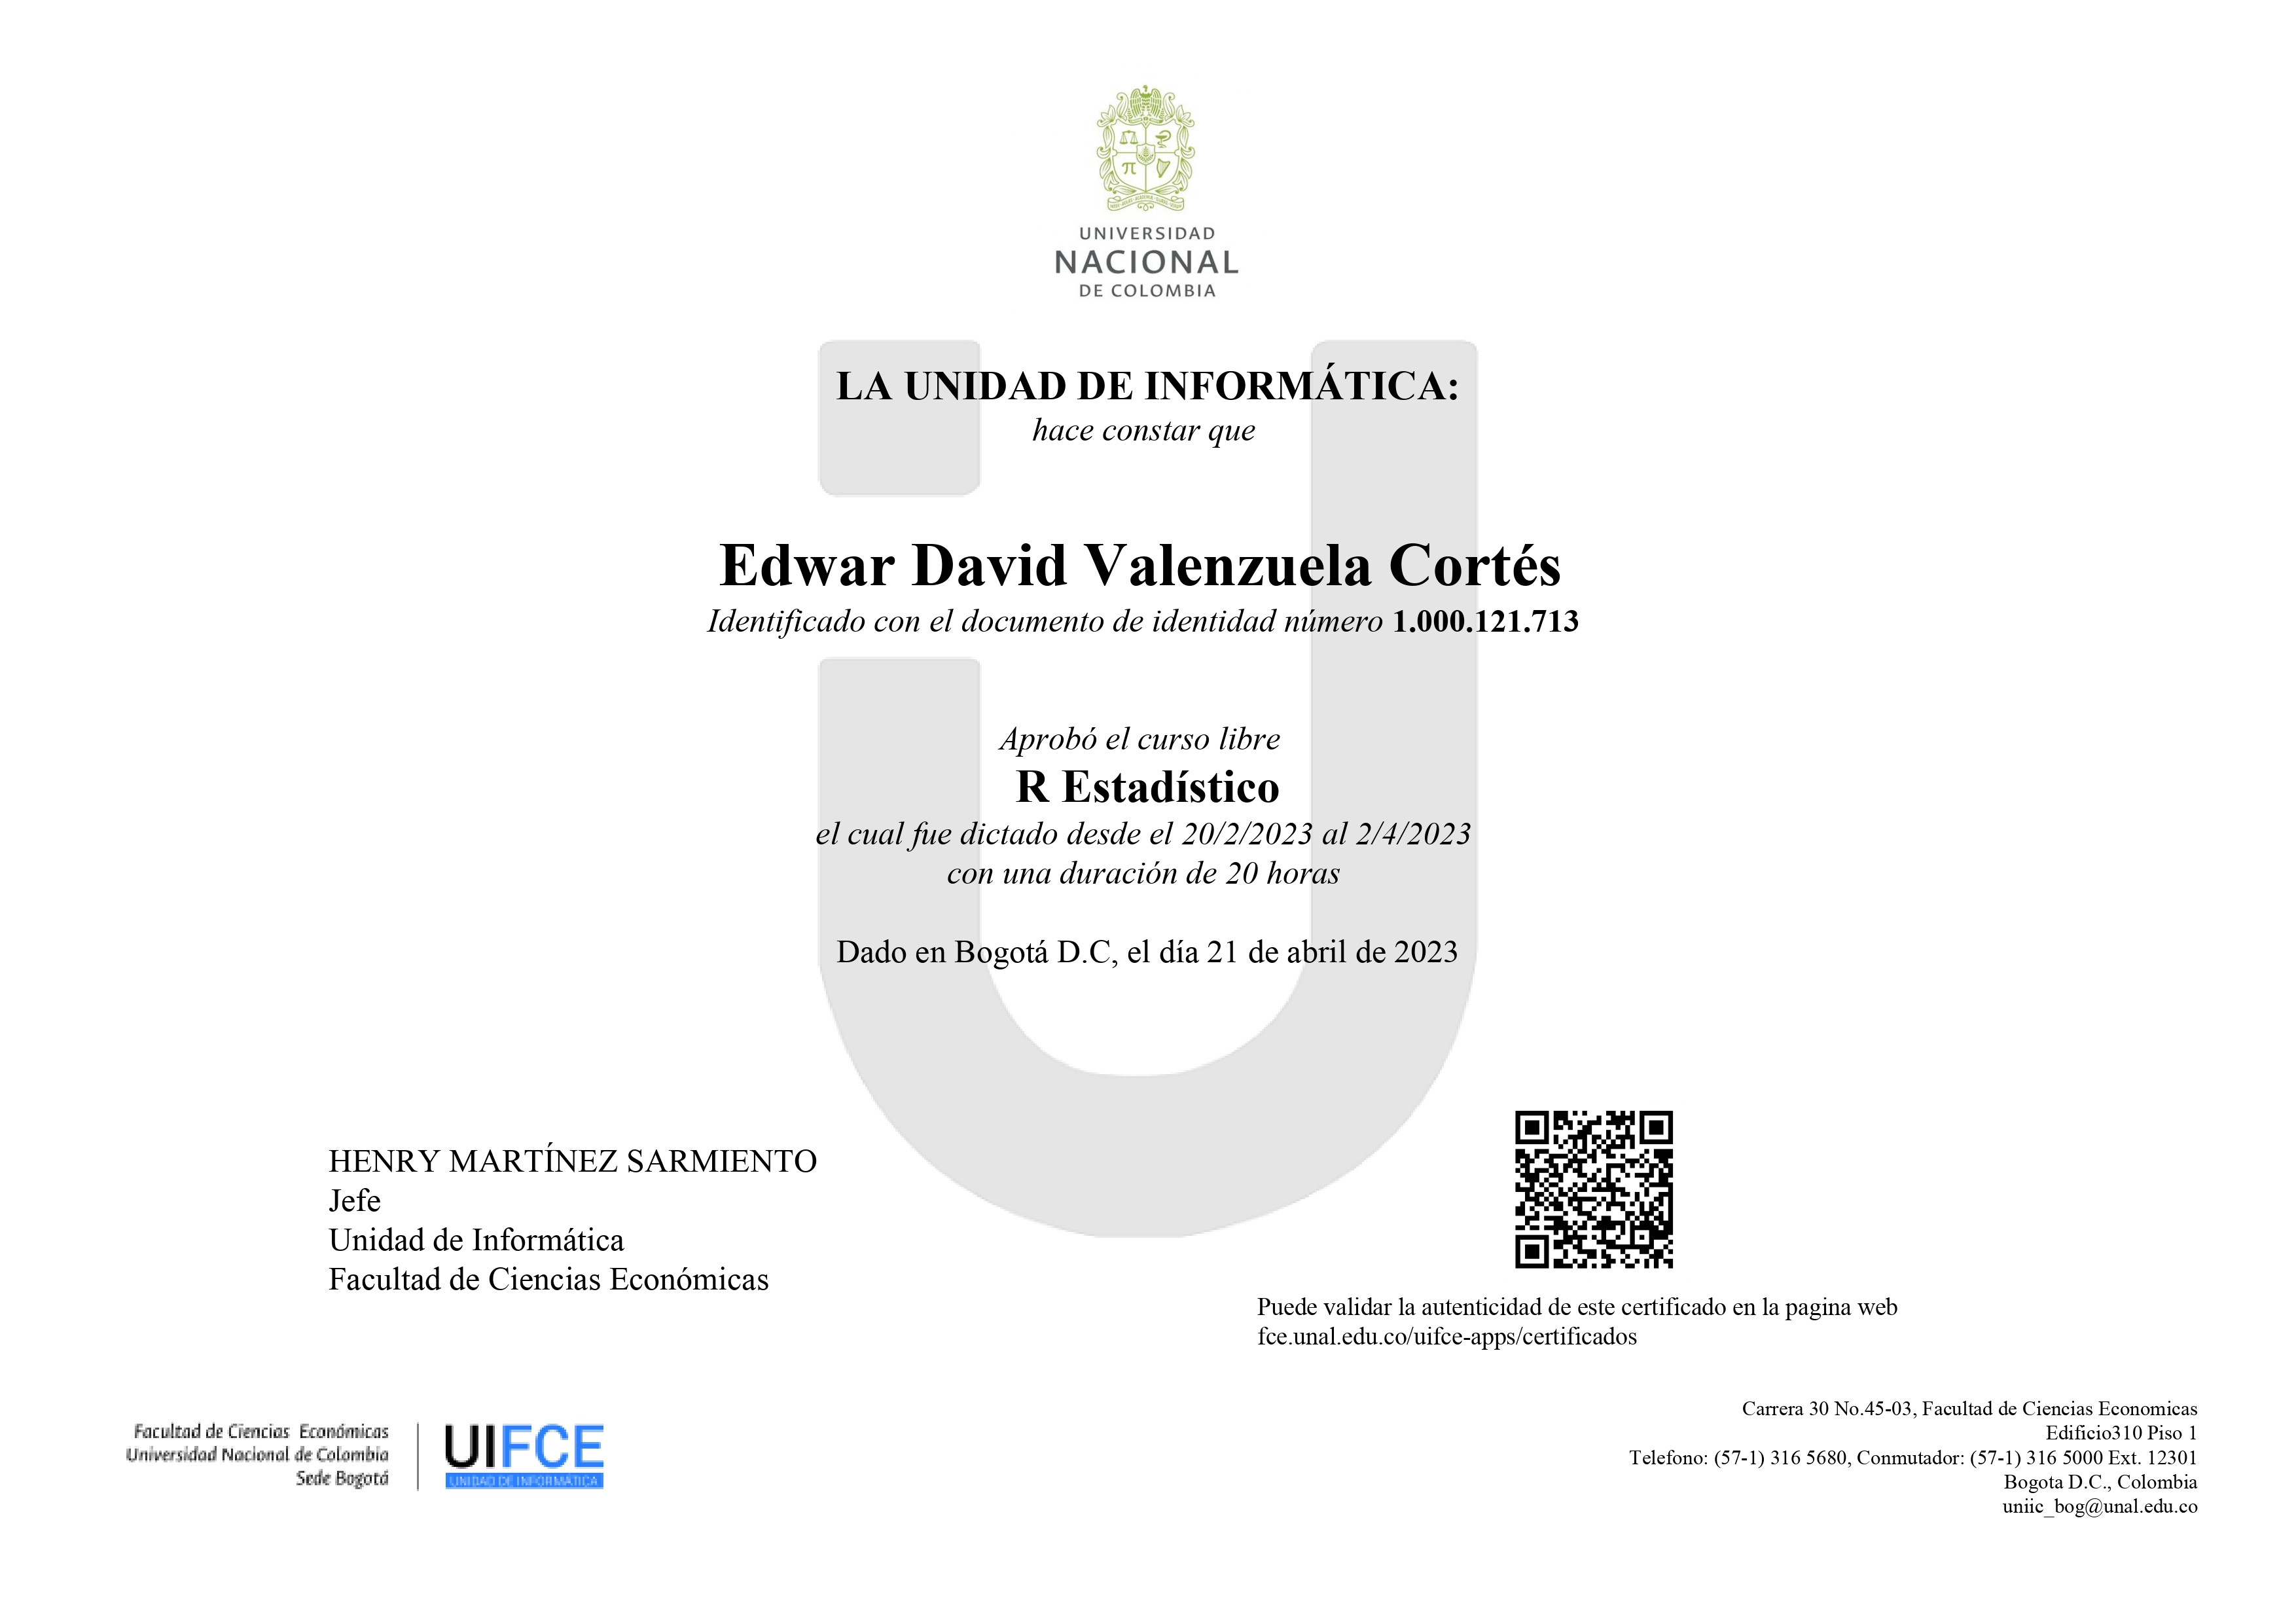 UNIVERSIDAD
NACIONAL
DE COLOMBIA
LA UNIDAD DE INFORMÁTICA:
hace constar que
Edwar David Valenzuela Cortés
Identificado con el documento de identidad número 1.000.121.713
Aprobó el curso libre
R Estadístico
el cual fue dictado desde el 20/2/2023 al 2/4/2023
con una duración de 20 horas
Dado en Bogotá D.C, el día 21 de abril de 2023
HENRY MARTÍNEZ SARMIENTO
Jefe
Unidad de Informática
Facultad de Ciencias Económicas
Puede validar la autenticidad de este certificado en la pagina web
fce.unal.edu.co/uifce-apps/certificados
Facultad de Ciencias Económicas
Universidad Nacional de Colombia
Sede Bogotá
UIFCE
UNIDAD DE INFORMÁTICA
Carrera 30 No.45-03, Facultad de Ciencias Economicas
Edificio310 Piso 1
Telefono: (57-1) 316 5680, Conmutador: (57-1) 316 5000 Ext. 12301
Bogota D.C., Colombia
uniic_bog@unal.edu.co